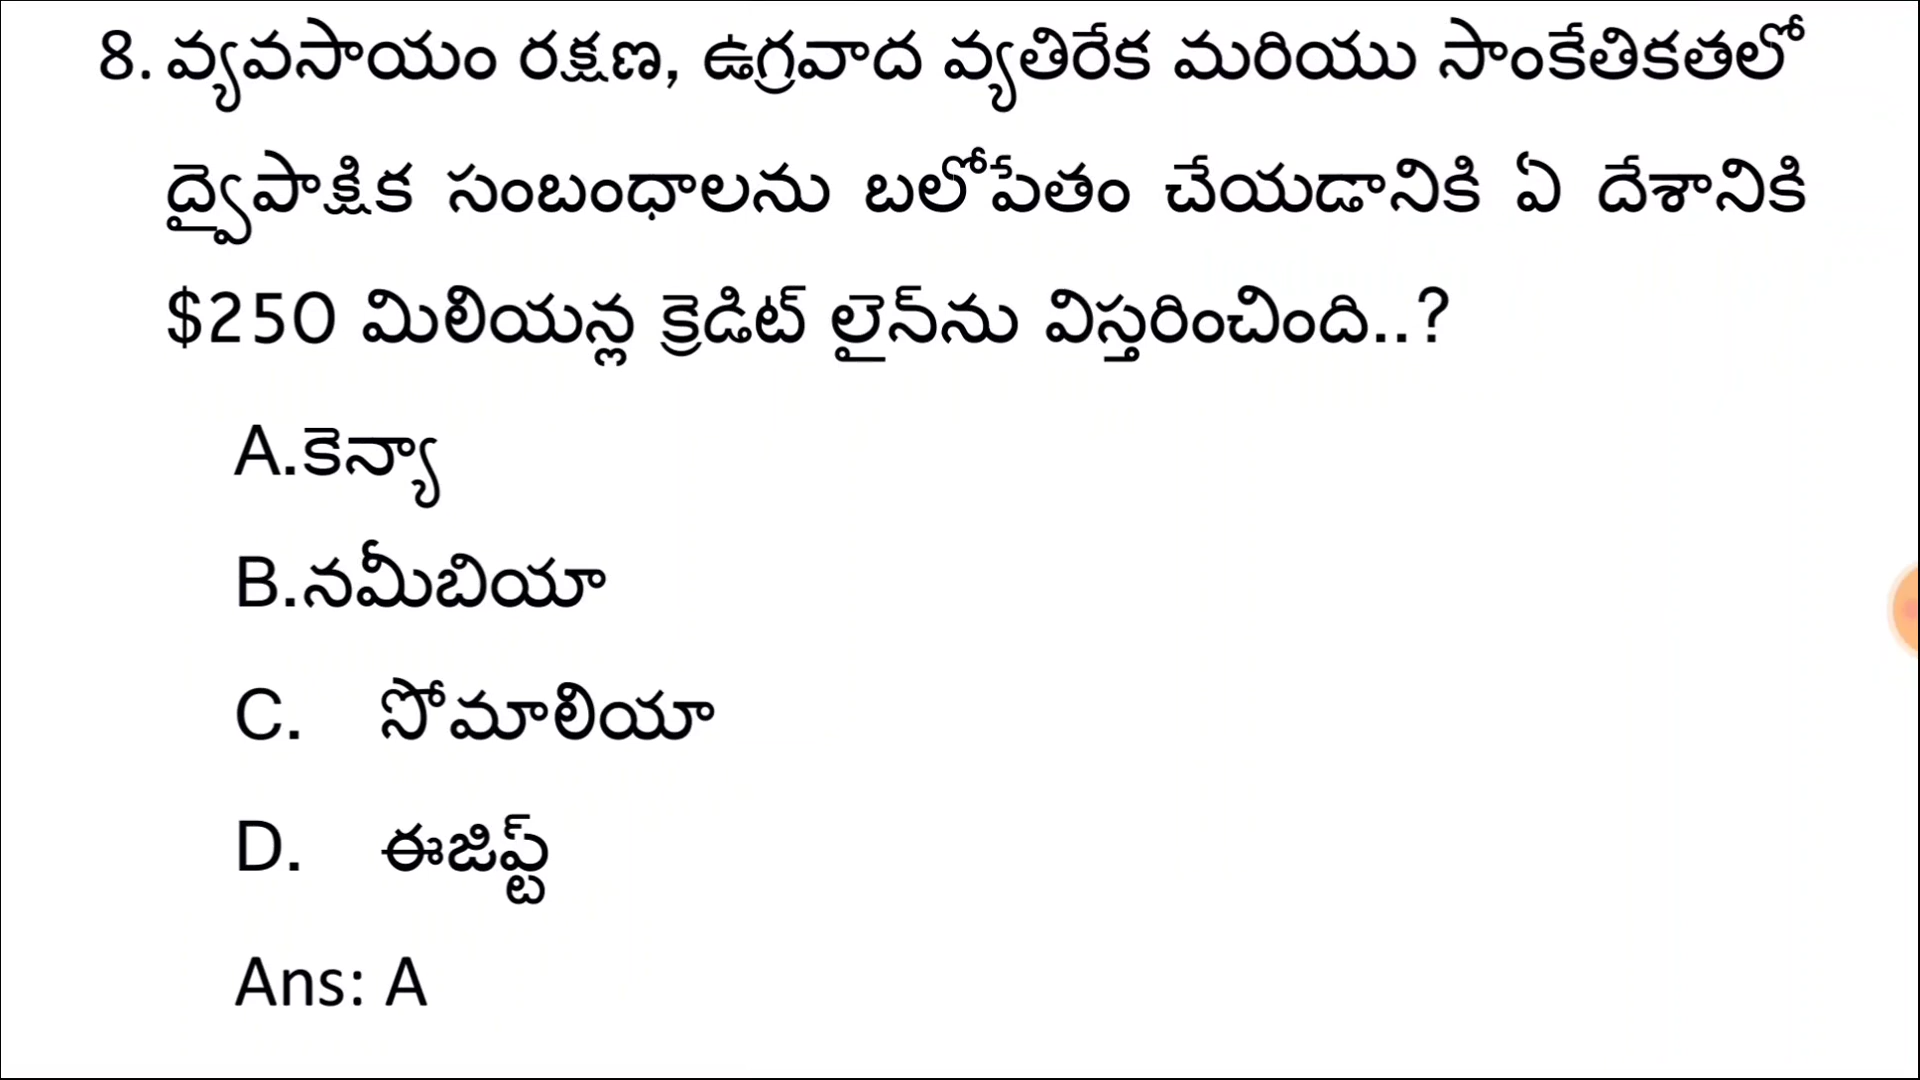 8. వ్యవసాయం రక్షణ, ఉగ్రవాద వ్యతిరేక మరియు సాంకేతికతలో
ద్వైపాక్షిక సంబంధాలను బలోపేతం చేయడానికి ఏ దేశానికి
$250 మిలియన్ల క్రెడిట్ లైన్‌ను విస్తరించింది..?
A.కెన్యా
B.నమీబియా
C. సోమాలియా
D. ఈజిప్ట్
Ans: A